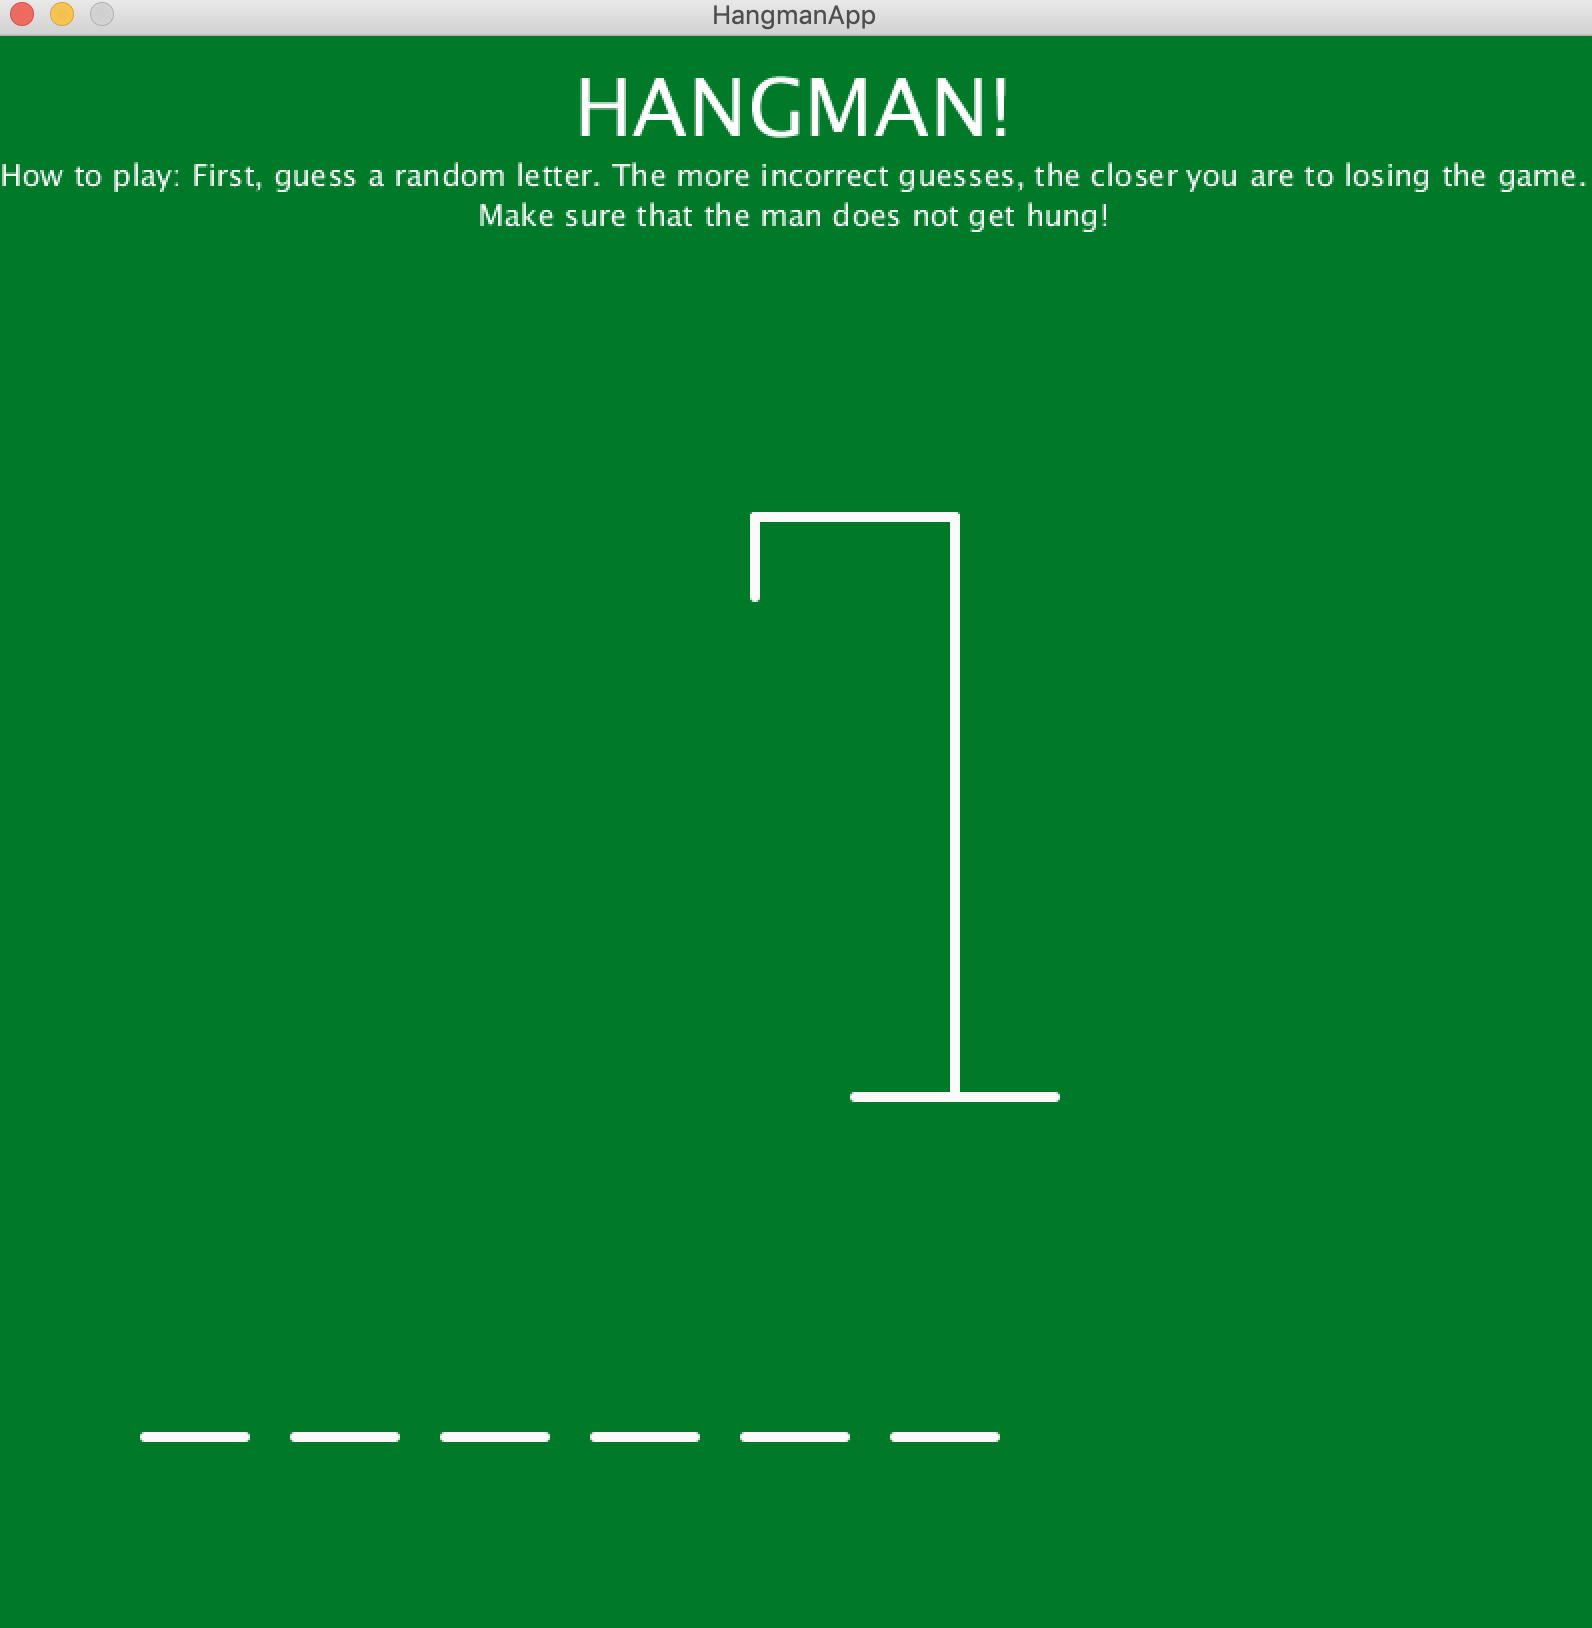 HangmanApp
HANGMAN!
How to play: First, guess a random letter. The more incorrect guesses, the closer you are to losing the game.
Make sure that the man does not get hung!